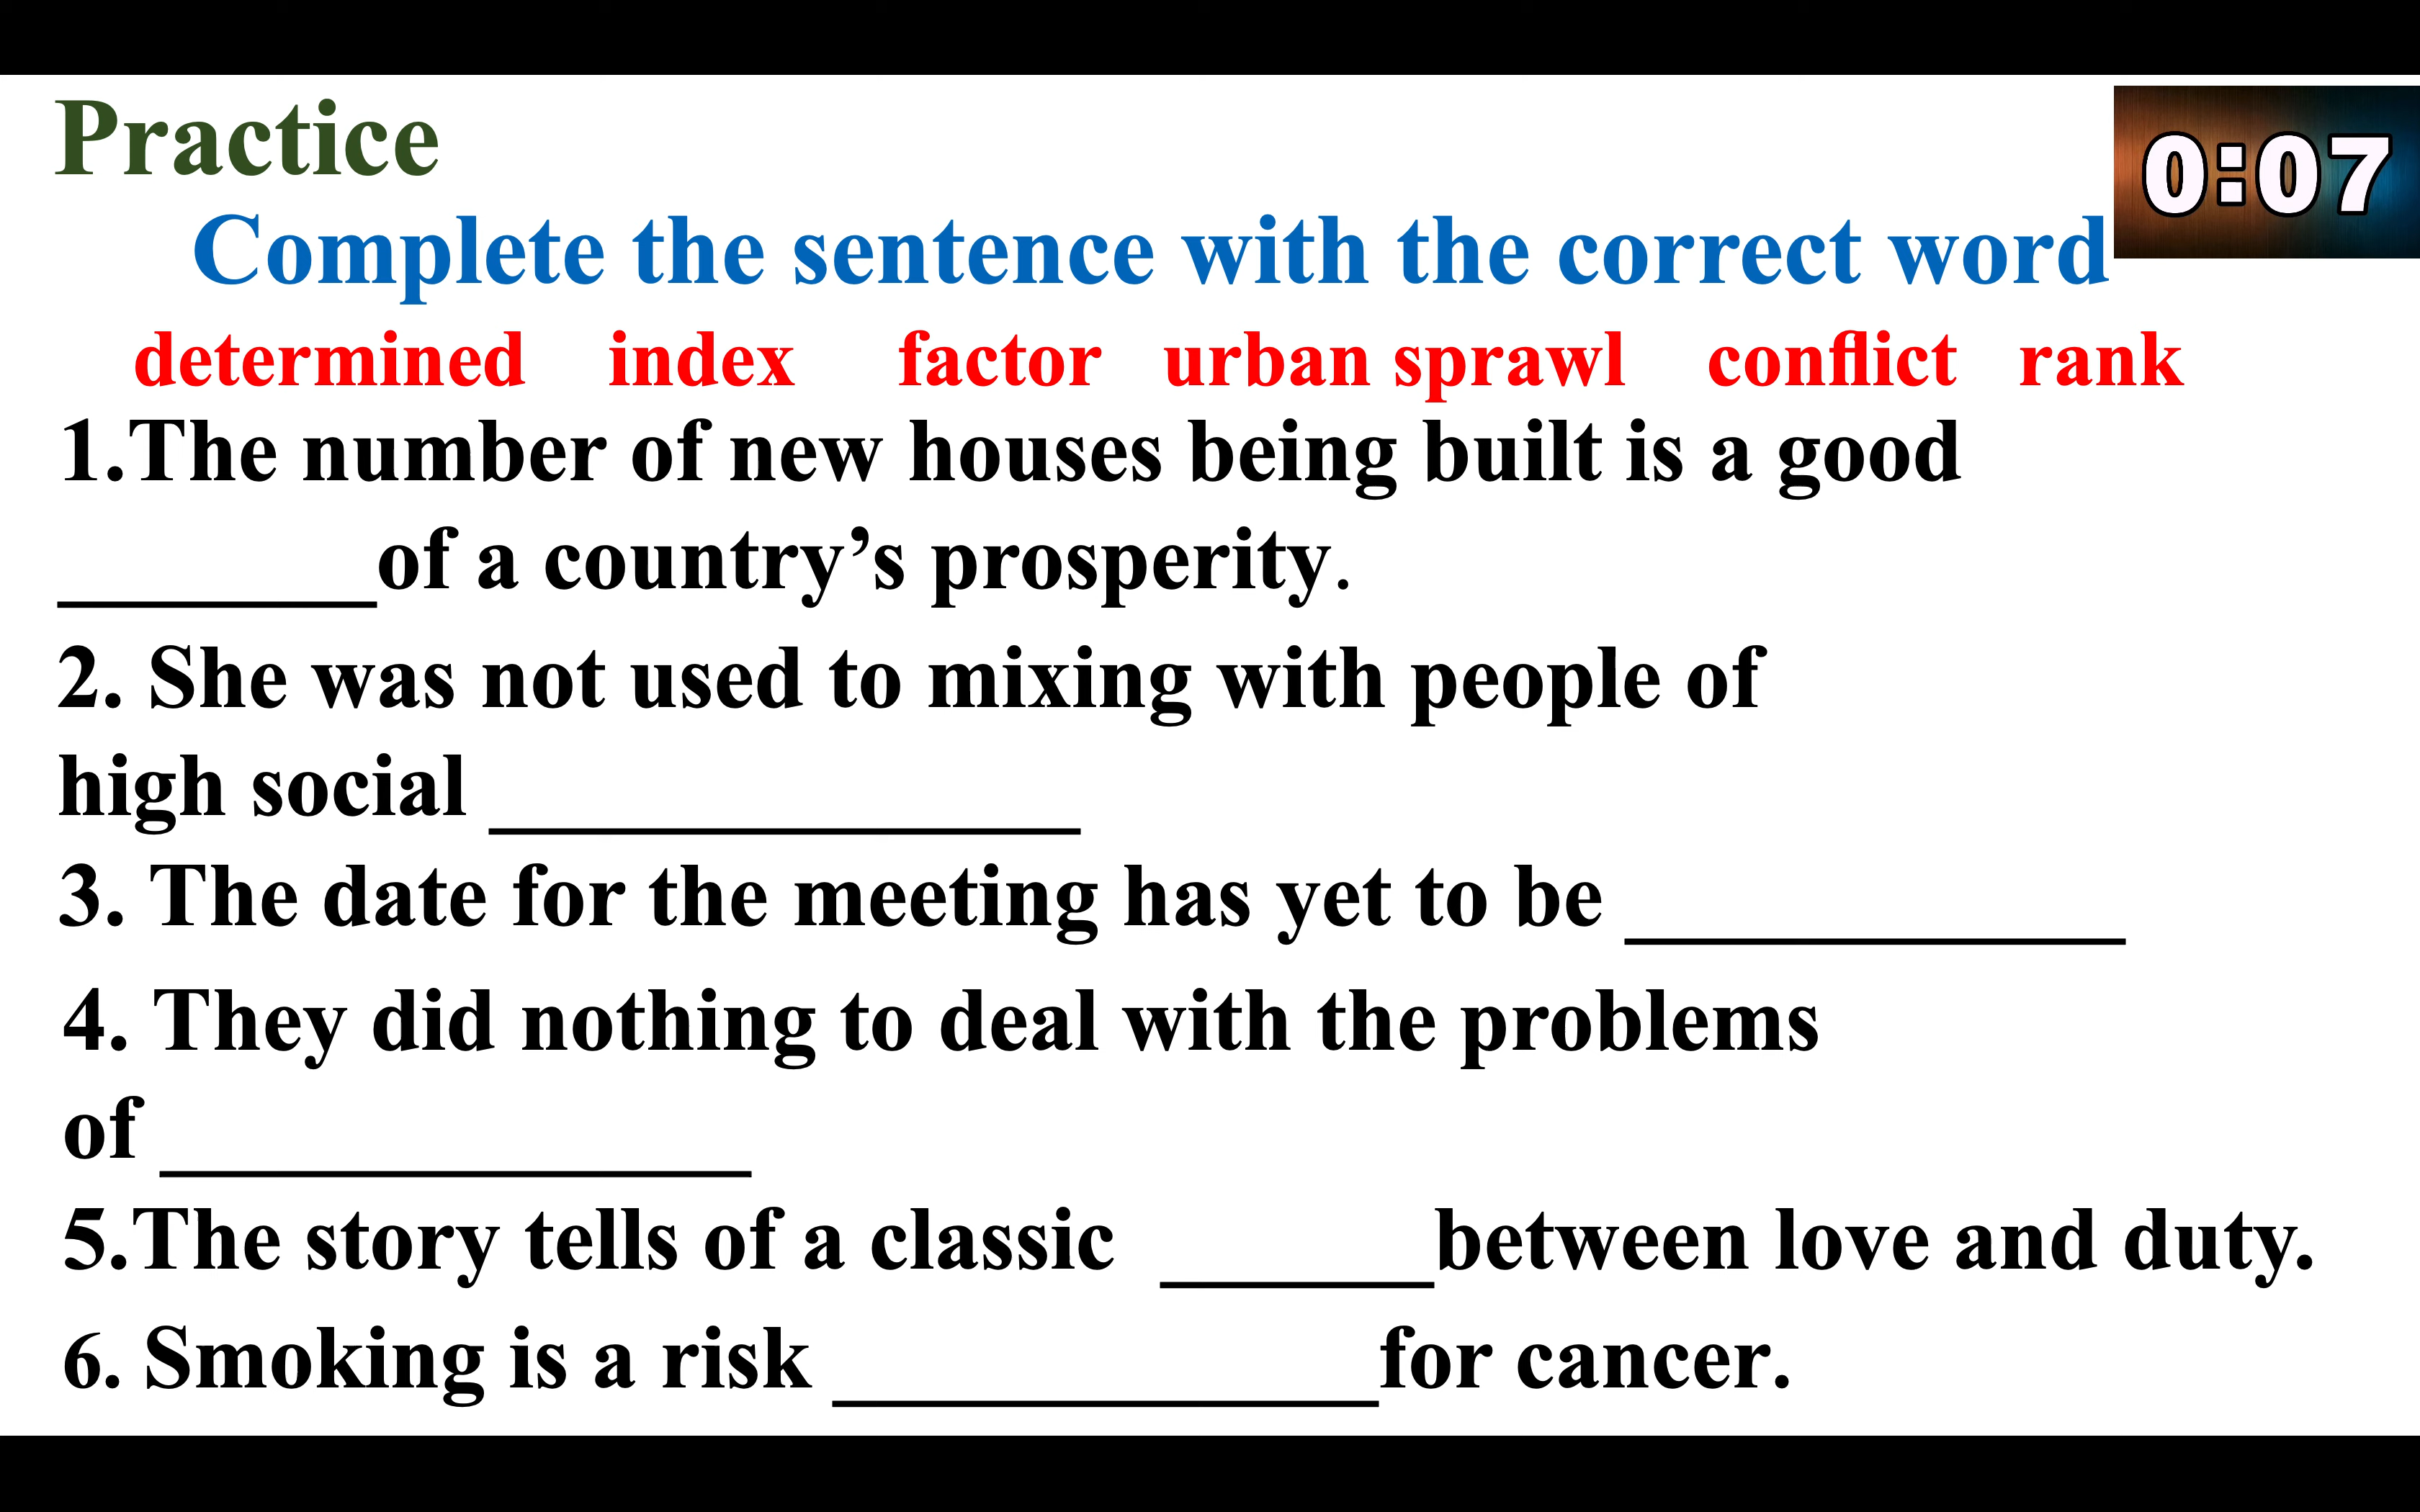 Practice
0:07
Complete the sentence with the correct word
determined index factor urban sprawl conflict rank
1.The number of new houses being built is a good
________of a country’s prosperity.
2. She was not used to mixing with people of
high social _____________
3. The date for the meeting has yet to be ___________
4. They did nothing to deal with the problems
of _____________
5.The story tells of a classic ______between love and duty.
6. Smoking is a risk ____________for cancer.